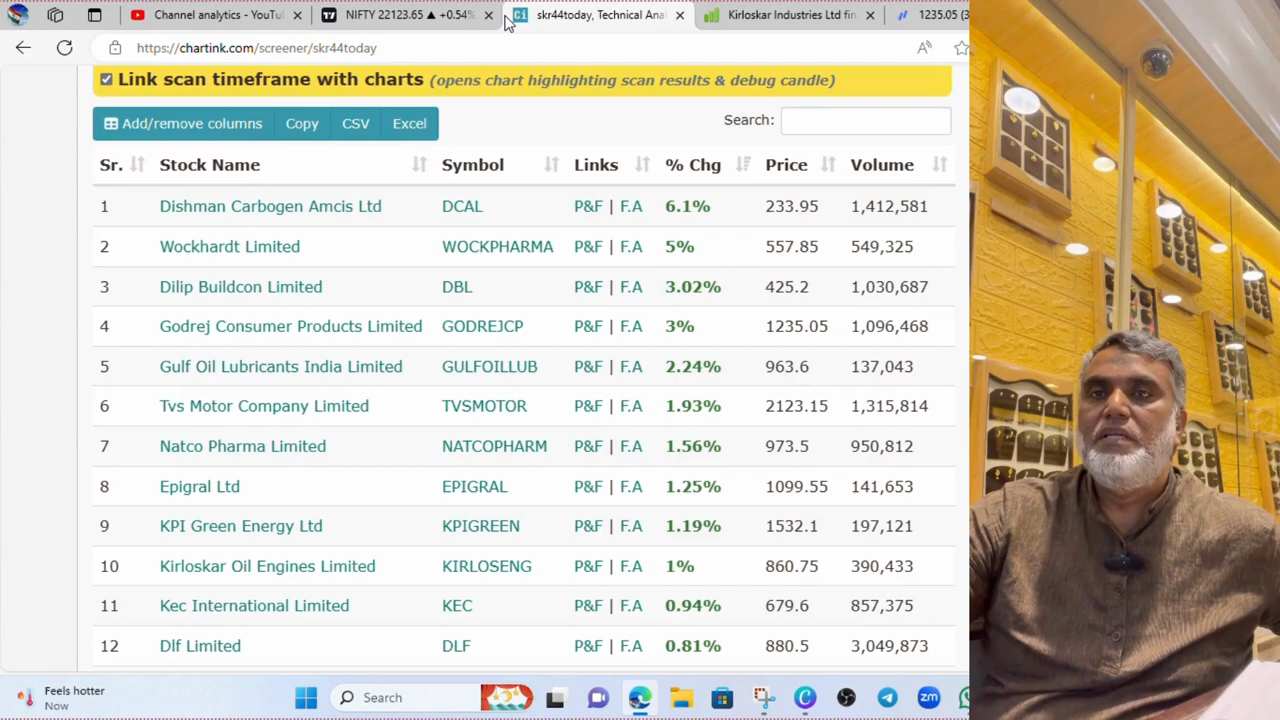 Channel analytics - YouTu
NIFTY 22123.65 ▲ +0.54%
skr44today, Technical Ana
Kirloskar Industries Ltd fin
1235.05 (3
https://chartink.com/screener/skr44today
Link scan timeframe with charts (opens chart highlighting scan results & debug candle)
Add/remove columns Copy CSV Excel Search:
Sr. Stock Name Symbol Links % Chg Price Volume
1 Dishman Carbogen Amcis Ltd DCAL P&F | F.A 6.1% 233.95 1,412,581
2 Wockhardt Limited WOCKPHARMA P&F | F.A 5% 557.85 549,325
3 Dilip Buildcon Limited DBL P&F | F.A 3.02% 425.2 1,030,687
4 Godrej Consumer Products Limited GODREJCP P&F | F.A 3% 1235.05 1,096,468
5 Gulf Oil Lubricants India Limited GULFOILLUB P&F | F.A 2.24% 963.6 137,043
6 Tvs Motor Company Limited TVSMOTOR P&F | F.A 1.93% 2123.15 1,315,814
7 Natco Pharma Limited NATCOPHARM P&F | F.A 1.56% 973.5 950,812
8 Epigral Ltd EPIGRAL P&F | F.A 1.25% 1099.55 141,653
9 KPI Green Energy Ltd KPIGREEN P&F | F.A 1.19% 1532.1 197,121
10 Kirloskar Oil Engines Limited KIRLOSENG P&F | F.A 1% 860.75 390,433
11 Kec International Limited KEC P&F | F.A 0.94% 679.6 857,375
12 Dlf Limited DLF P&F | F.A 0.81% 880.5 3,049,873
Feels hotter
Now
Search
zm